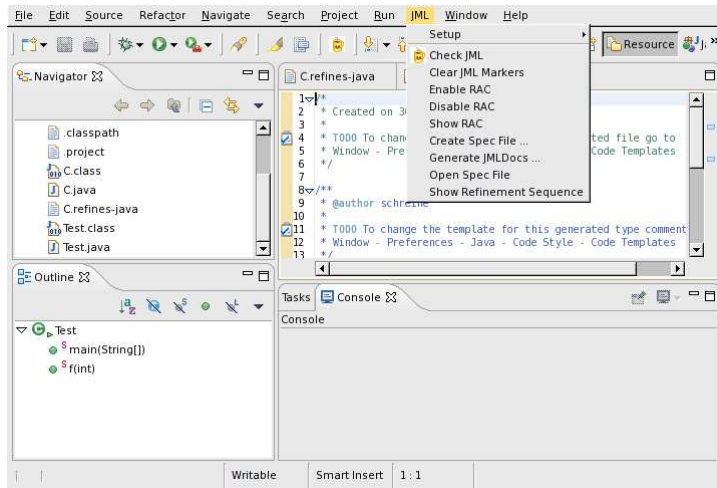 File Edit Source Refactor Navigate Search Project Run JML Window Help
Resource J
Navigator
.classpath
.project
C.class
C.java
C.refines-java
Test.class
Test.java
Outline
Test
main(String[])
f(int)
C.refines-java
1 /*
2 * Created on 3
3 *
4 * TODO To chan ted file go to
5 * Window - Pre Code Templates
6 */
7
8 /**
9 * @author schreine
10 *
11 * TODO To change the template for this generated type comment
12 * Window - Preferences - Java - Code Style - Code Templates
13 */
Setup
Check JML
Clear JML Markers
Enable RAC
Disable RAC
Show RAC
Create Spec File ...
Generate JMLDocs ...
Open Spec File
Show Refinement Sequence
Tasks Console
Console
Writable Smart Insert 1 : 1